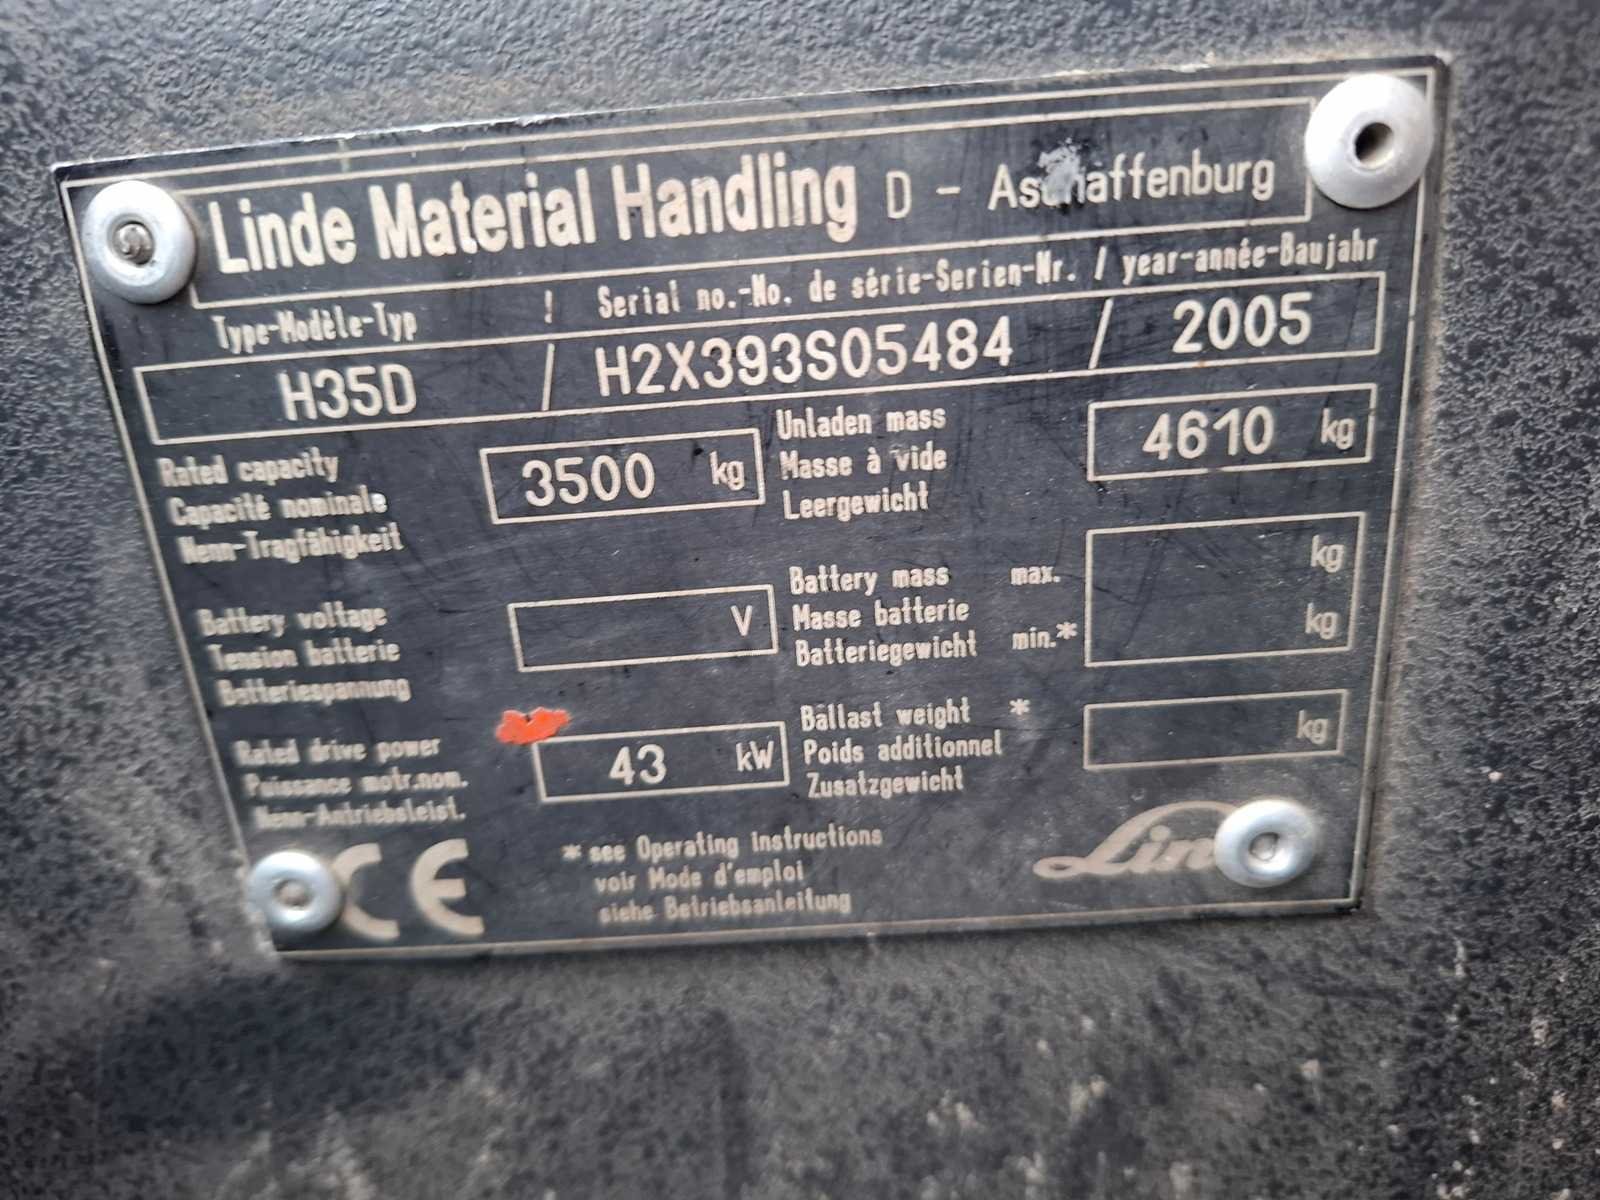 Linde Material Handling D - Aschaffenburg
Type-Modèle-Typ / Serial no.-No. de série-Serien-Nr. / year-année-Baujahr
H35D / H2X393S05484 / 2005
Rated capacity
Capacité nominale
Nenn-Tragfähigkeit
3500 kg
Unladen mass
Masse à vide
Leergewicht
4610 kg
Battery voltage
Tension batterie
Batteriespannung
V
Battery mass max.
Masse batterie
Batteriegewicht min.*
kg
kg
Rated drive power
Puissance motr.nom.
Nenn-Antriebsleist.
43 kW
Ballast weight *
Poids additionnel
Zusatzgewicht
kg
CE
* see Operating instructions
voir Mode d'emploi
siehe Betriebsanleitung
Linde